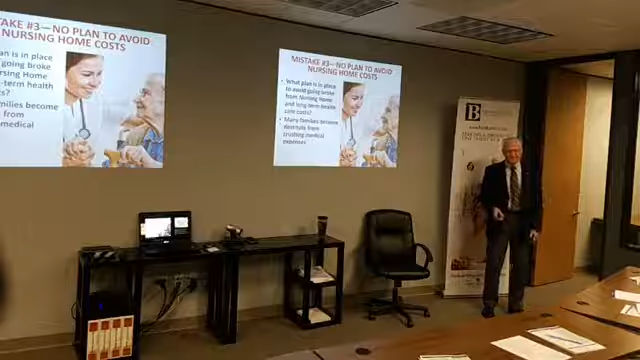 TAKE #3—NO PLAN TO AVOID
NURSING HOME COSTS
an is in place
going broke
rsing Home
-term health
s?
milies become
from
medical
MISTAKE #3—NO PLAN TO AVOID
NURSING HOME COSTS
• What plan is in place
to avoid going broke
from Nursing Home
and long-term health
care costs?
• Many families become
destitute from
crushing medical
expenses
B